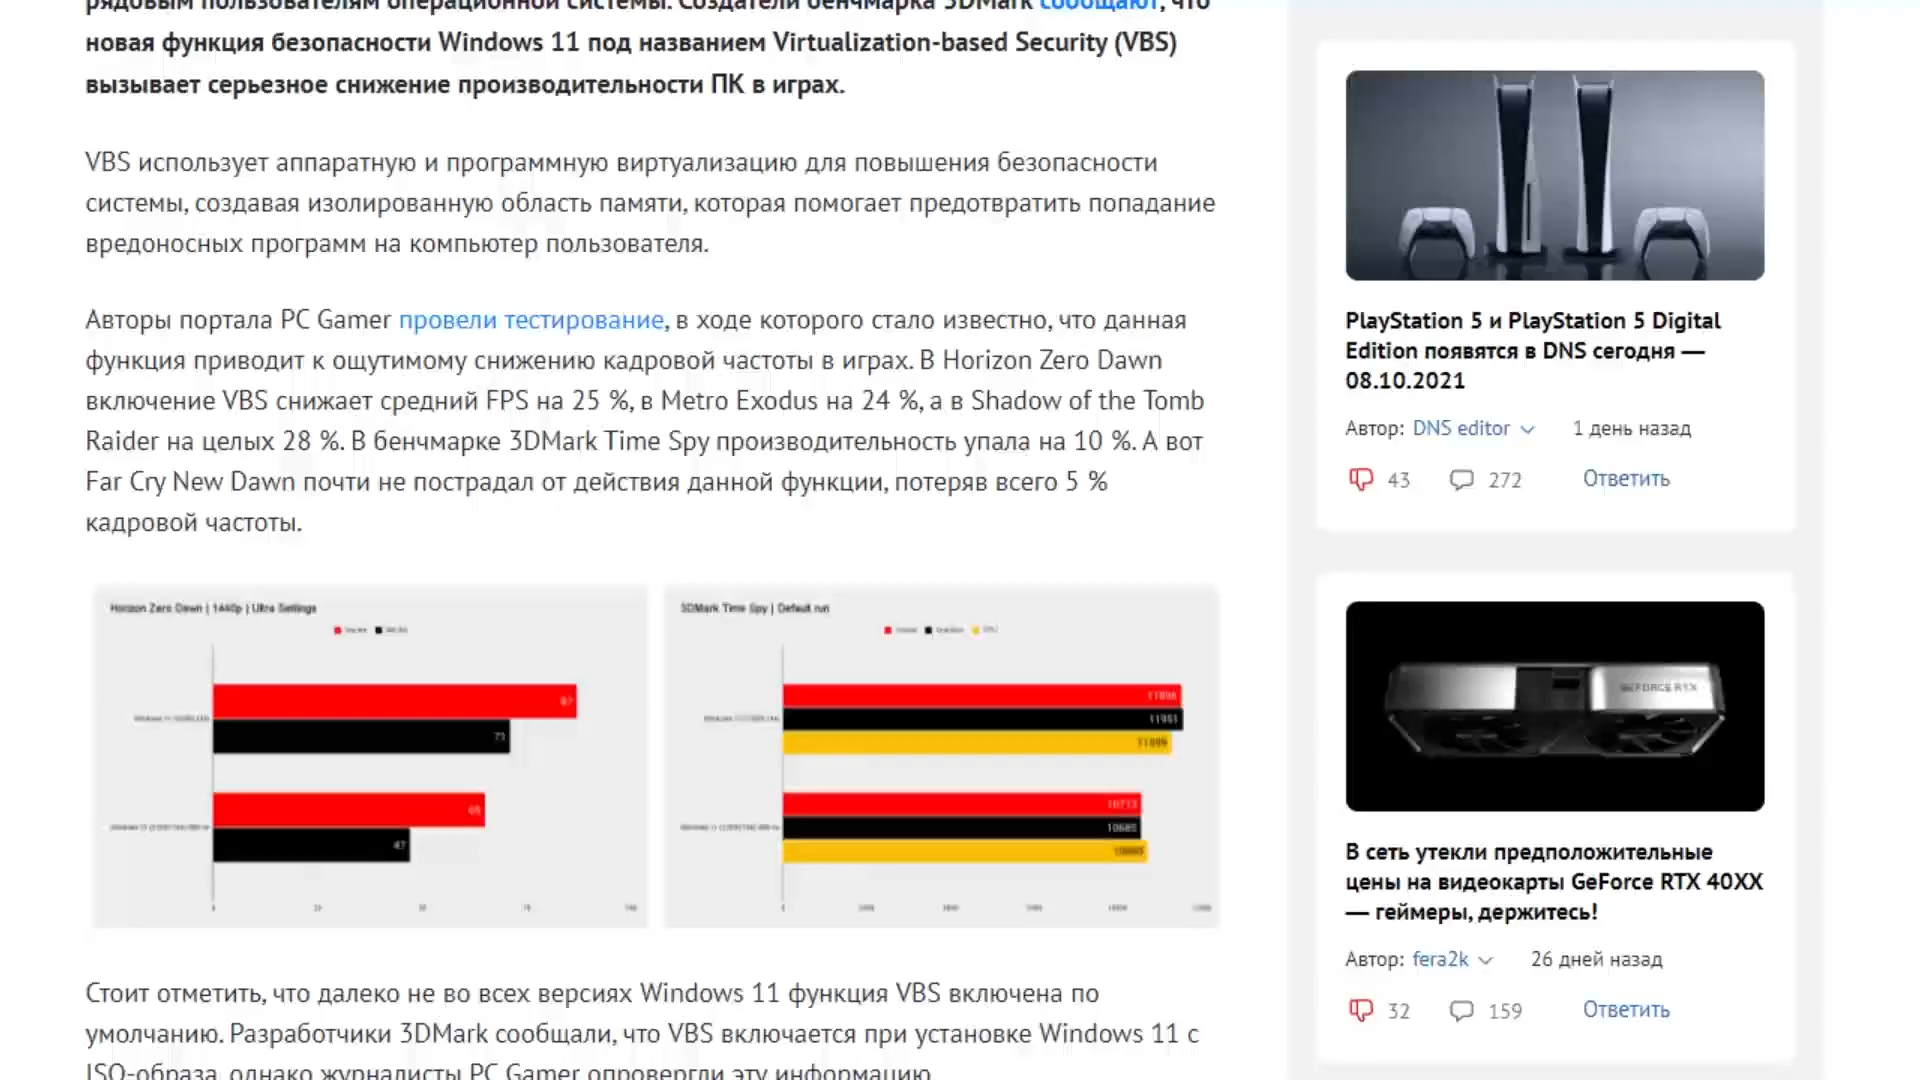 рядовым пользователям операционной системы. Создатели бенчмарка 3DMark сообщают, что
новая функция безопасности Windows 11 под названием Virtualization-based Security (VBS)
вызывает серьезное снижение производительности ПК в играх.
VBS использует аппаратную и программную виртуализацию для повышения безопасности
системы, создавая изолированную область памяти, которая помогает предотвратить попадание
вредоносных программ на компьютер пользователя.
Авторы портала PC Gamer провели тестирование, в ходе которого стало известно, что данная
функция приводит к ощутимому снижению кадровой частоты в играх. В Horizon Zero Dawn
включение VBS снижает средний FPS на 25 %, в Metro Exodus на 24 %, а в Shadow of the Tomb
Raider на целых 28 %. В бенчмарке 3DMark Time Spy производительность упала на 10 %. А вот
Far Cry New Dawn почти не пострадал от действия данной функции, потеряв всего 5 %
кадровой частоты.
Horizon Zero Dawn | 1440p | Ultra Settings
71
47
3DMark Time Spy | Default run
11951
10713
10685
Стоит отметить, что далеко не во всех версиях Windows 11 функция VBS включена по
умолчанию. Разработчики 3DMark сообщали, что VBS включается при установке Windows 11 с
ISO-образа, однако журналисты PC Gamer опровергли эту информацию.
PlayStation 5 и PlayStation 5 Digital
Edition появятся в DNS сегодня —
08.10.2021
Автор: DNS editor 1 день назад
43 272 Ответить
GEFORCE RTX
В сеть утекли предположительные
цены на видеокарты GeForce RTX 40XX
— геймеры, держитесь!
Автор: fera2k 26 дней назад
32 159 Ответить